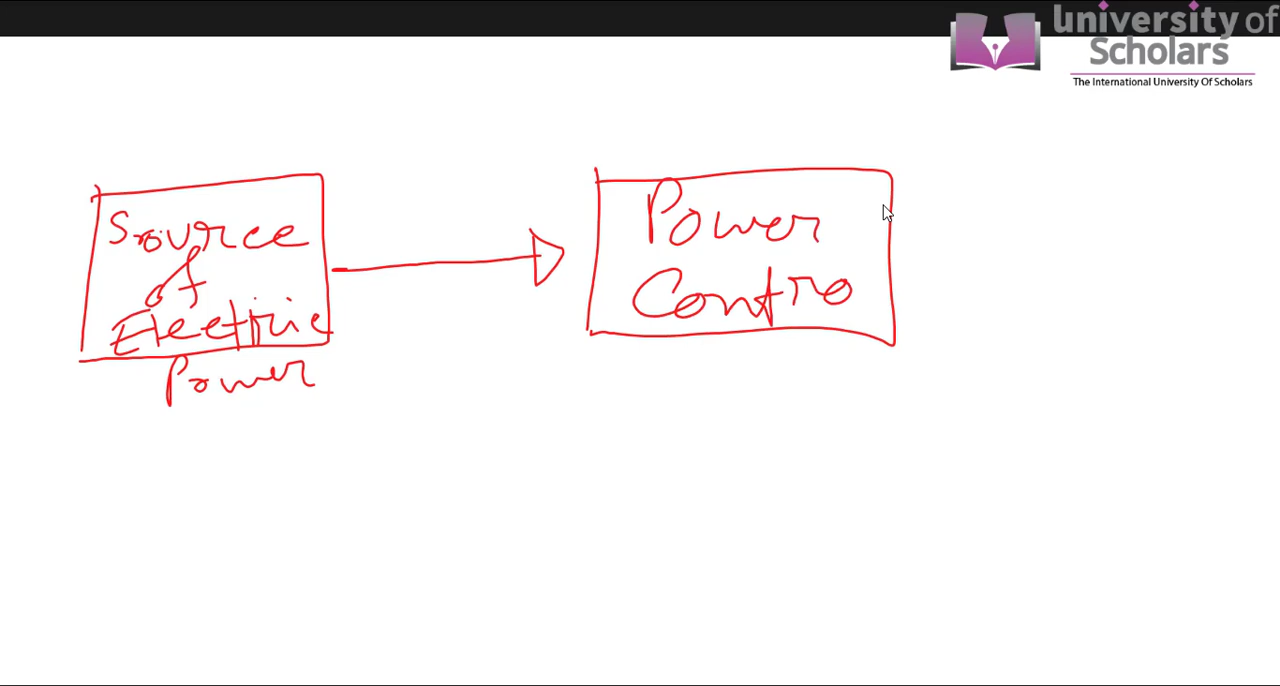 university of
Scholars
The International University Of Scholars
Source
of
Electric
Power
Power
Contro